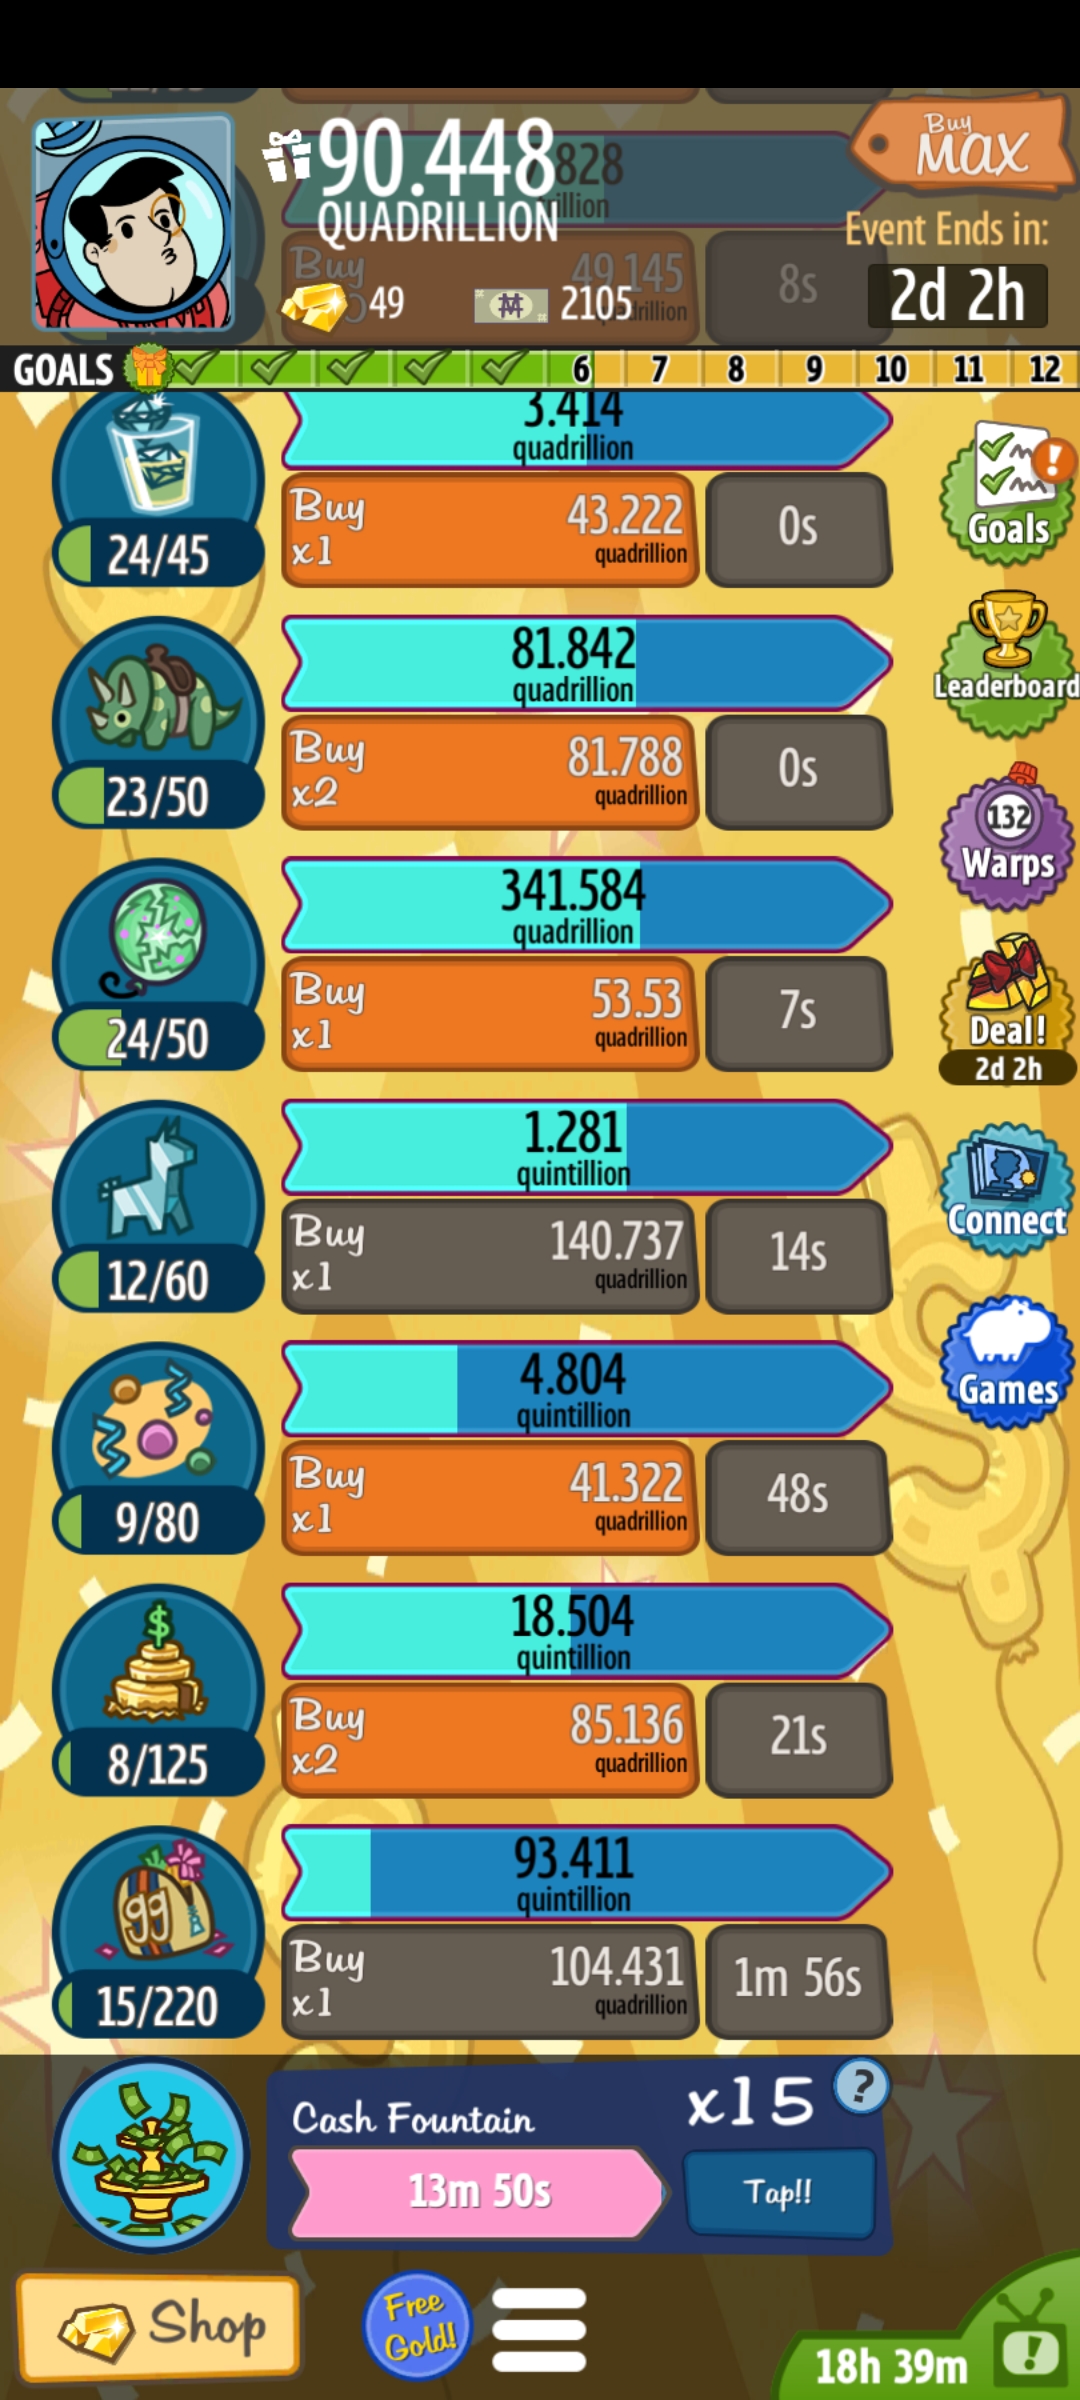 90.448
QUADRILLION
828
rillion
Buy
MAX
Event Ends in:
2d 2h
Buy
49.145
8s
49
2105
GOALS
6 7 8 9 10 11 12
3.414
quadrillion
24/45
Buy
x1
43.222
quadrillion
0s
Goals
81.842
quadrillion
23/50
Buy
x2
81.788
quadrillion
0s
Leaderboard
341.584
quadrillion
24/50
Buy
x1
53.53
quadrillion
7s
132
Warps
Deal!
2d 2h
1.281
quintillion
12/60
Buy
x1
140.737
quadrillion
14s
Connect
4.804
quintillion
9/80
Buy
x1
41.322
quadrillion
48s
Games
$
18.504
quintillion
8/125
Buy
x2
85.136
quadrillion
21s
99
93.411
quintillion
15/220
Buy
x1
104.431
quadrillion
1m 56s
Cash Fountain
x15
?
13m 50s
Tap!!
Shop
Free
Gold!
18h 39m